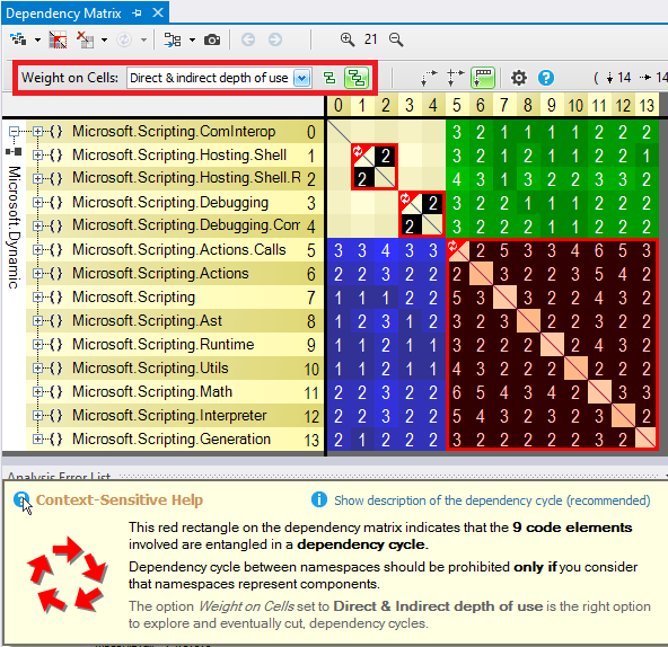 Dependency Matrix
21
Weight on Cells: Direct & indirect depth of use ( 14 14
0 1 2 3 4 5 6 7 8 9 10 11 12 13
Microsoft.Dynamic
{} Microsoft.Scripting.ComInterop 0 3 2 1 1 1 1 2 2 2
{} Microsoft.Scripting.Hosting.Shell 1 2 3 2 1 2 1 2 2 2 1
{} Microsoft.Scripting.Hosting.Shell.R 2 2 4 3 1 3 2 2 3 3 2
{} Microsoft.Scripting.Debugging 3 2 3 2 2 1 1 1 2 2 2
{} Microsoft.Scripting.Debugging.Com 4 2 3 2 2 2 1 1 2 2 2
{} Microsoft.Scripting.Actions.Calls 5 3 3 4 3 3 2 5 3 3 4 6 5 3
{} Microsoft.Scripting.Actions 6 2 2 3 2 2 2 3 2 2 3 5 4 2
{} Microsoft.Scripting 7 1 1 1 2 2 5 3 3 2 2 4 3 2
{} Microsoft.Scripting.Ast 8 1 2 3 1 2 3 2 3 2 2 3 2 2
{} Microsoft.Scripting.Runtime 9 1 1 2 1 1 3 2 2 2 2 4 3 2
{} Microsoft.Scripting.Utils 10 1 1 2 1 1 4 3 2 2 2 2 2 2
{} Microsoft.Scripting.Math 11 2 2 3 2 2 6 5 4 3 4 2 3 3
{} Microsoft.Scripting.Interpreter 12 2 2 3 2 2 5 4 3 2 3 2 3 2
{} Microsoft.Scripting.Generation 13 2 1 2 2 2 3 2 2 2 2 2 3 2
Analysis Error List
Context-Sensitive Help Show description of the dependency cycle (recommended)
This red rectangle on the dependency matrix indicates that the 9 code elements
involved are entangled in a dependency cycle.
Dependency cycle between namespaces should be prohibited only if you consider
that namespaces represent components.
The option Weight on Cells set to Direct & Indirect depth of use is the right option
to explore and eventually cut, dependency cycles.